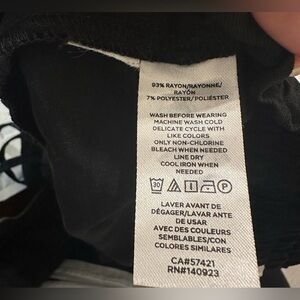 93% RAYON/RAYONNE/
RAYÓN
7% POLYESTER/POLIÉSTER
WASH BEFORE WEARING
MACHINE WASH COLD
DELICATE CYCLE WITH
LIKE COLORS
ONLY NON-CHLORINE
BLEACH WHEN NEEDED
LINE DRY
COOL IRON WHEN
NEEDED
30
P
LAVER AVANT DE
DÉGAGER/LAVAR ANTE
DE USAR
AVEC DES COULEURS
SEMBLABLES/CON
COLORES SIMILARES
CA#57421
RN#140923